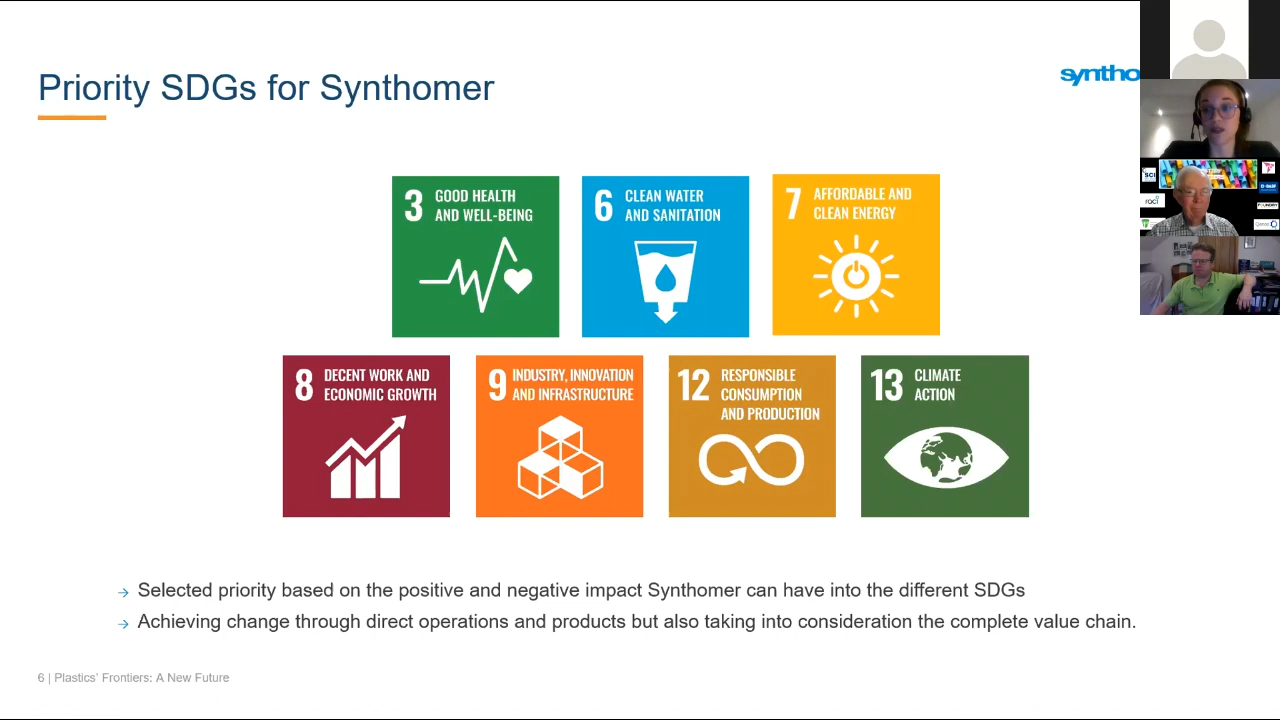 Priority SDGs for Synthomer
syntho
3 GOOD HEALTH
AND WELL-BEING
6 CLEAN WATER
AND SANITATION
7 AFFORDABLE AND
CLEAN ENERGY
8 DECENT WORK AND
ECONOMIC GROWTH
9 INDUSTRY, INNOVATION
AND INFRASTRUCTURE
12 RESPONSIBLE
CONSUMPTION
AND PRODUCTION
13 CLIMATE
ACTION
→ Selected priority based on the positive and negative impact Synthomer can have into the different SDGs
→ Achieving change through direct operations and products but also taking into consideration the complete value chain.
6 | Plastics’ Frontiers: A New Future
SCI
raci
BASF